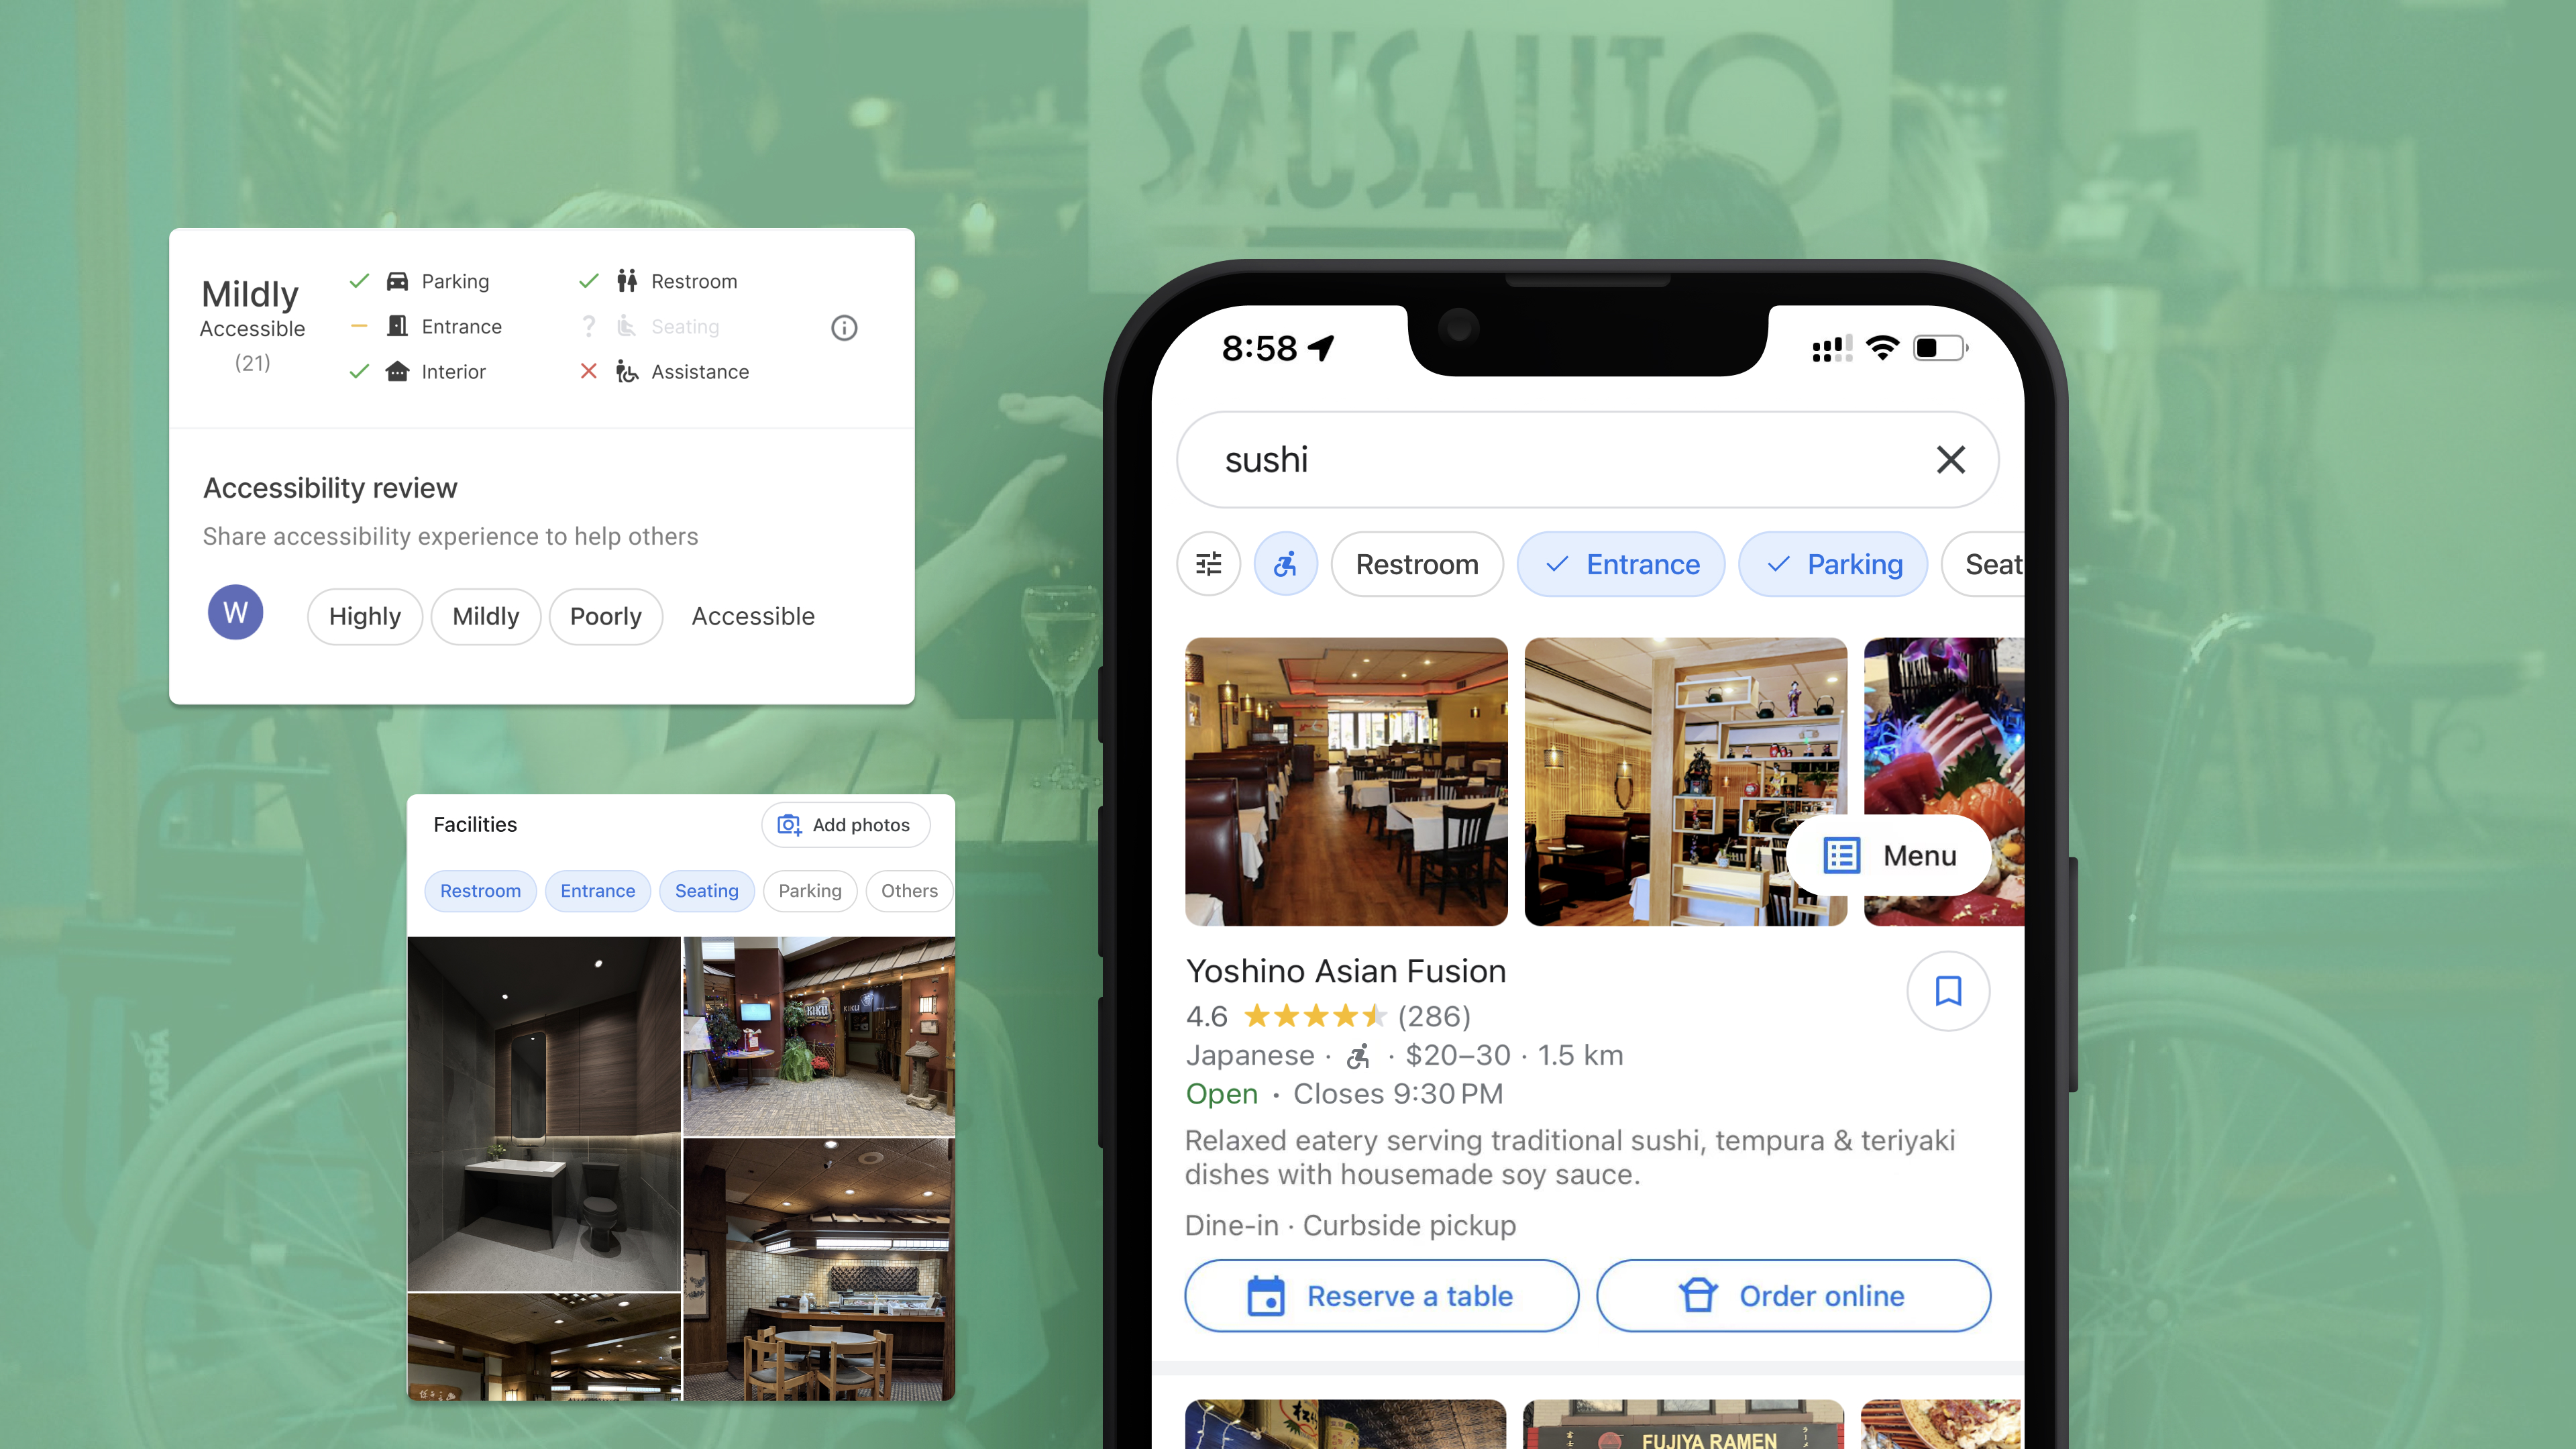 SAUSALITO
Mildly
Accessible
(21)
Parking
Restroom
Entrance
? Seating
Interior
Assistance
Accessibility review
Share accessibility experience to help others
W
Highly
Mildly
Poorly
Accessible
Facilities
Add photos
Restroom
Entrance
Seating
Parking
Others
KIKU
KIKU
KARMA
8:58
sushi
Restroom
Entrance
Parking
Seat
Menu
Yoshino Asian Fusion
4.6 (286)
Japanese · · $20–30 · 1.5 km
Open · Closes 9:30 PM
Relaxed eatery serving traditional sushi, tempura & teriyaki
dishes with housemade soy sauce.
Dine-in · Curbside pickup
Reserve a table
Order online
FUJIYA RAMEN